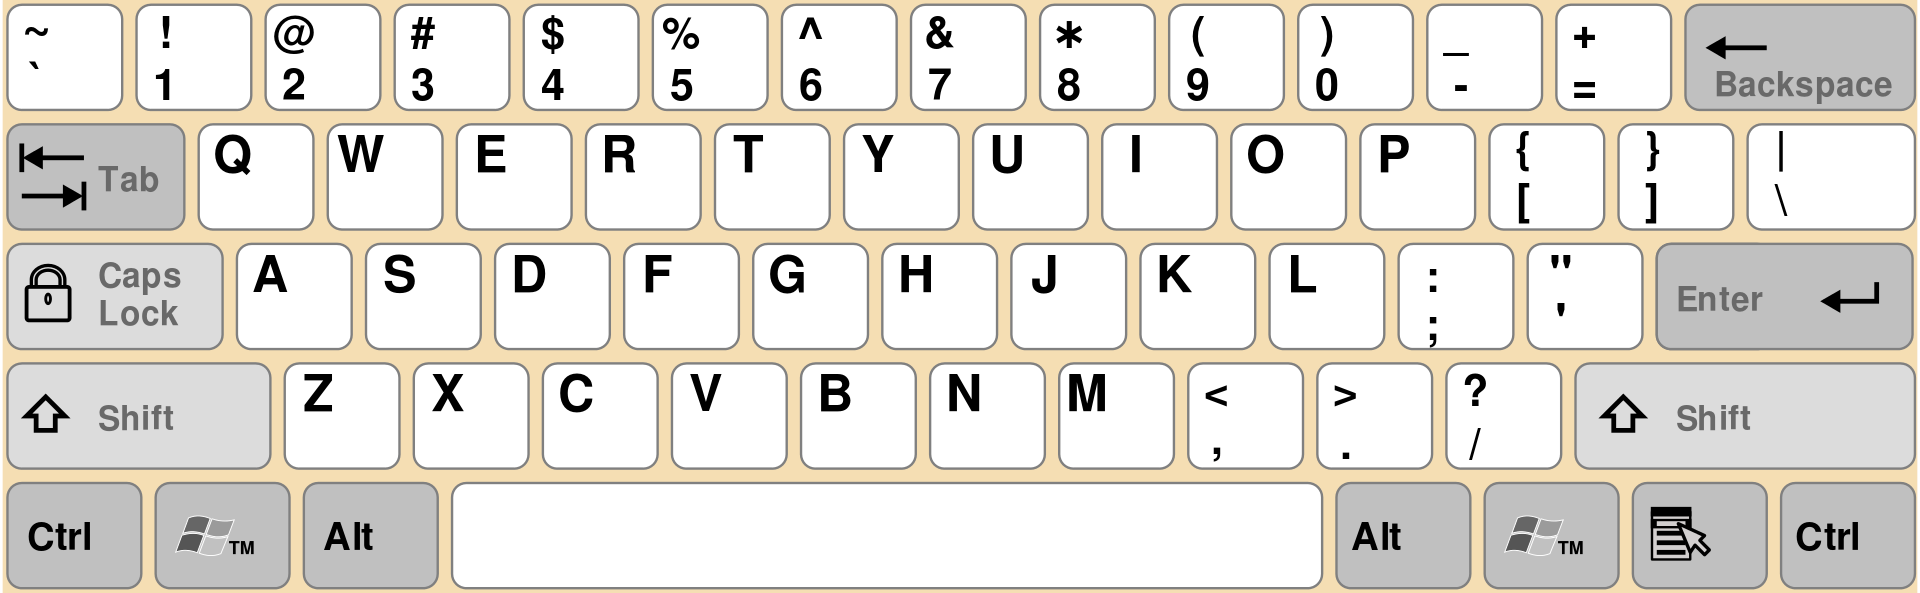 ~ ! @ # $ % ^ & * ( ) _ +
` 1 2 3 4 5 6 7 8 9 0 - = Backspace
Tab Q W E R T Y U I O P { } |
[ ] \
Caps Lock A S D F G H J K L : "
; ' Enter
Shift Z X C V B N M < > ?
, . / Shift
Ctrl TM Alt Alt TM Ctrl